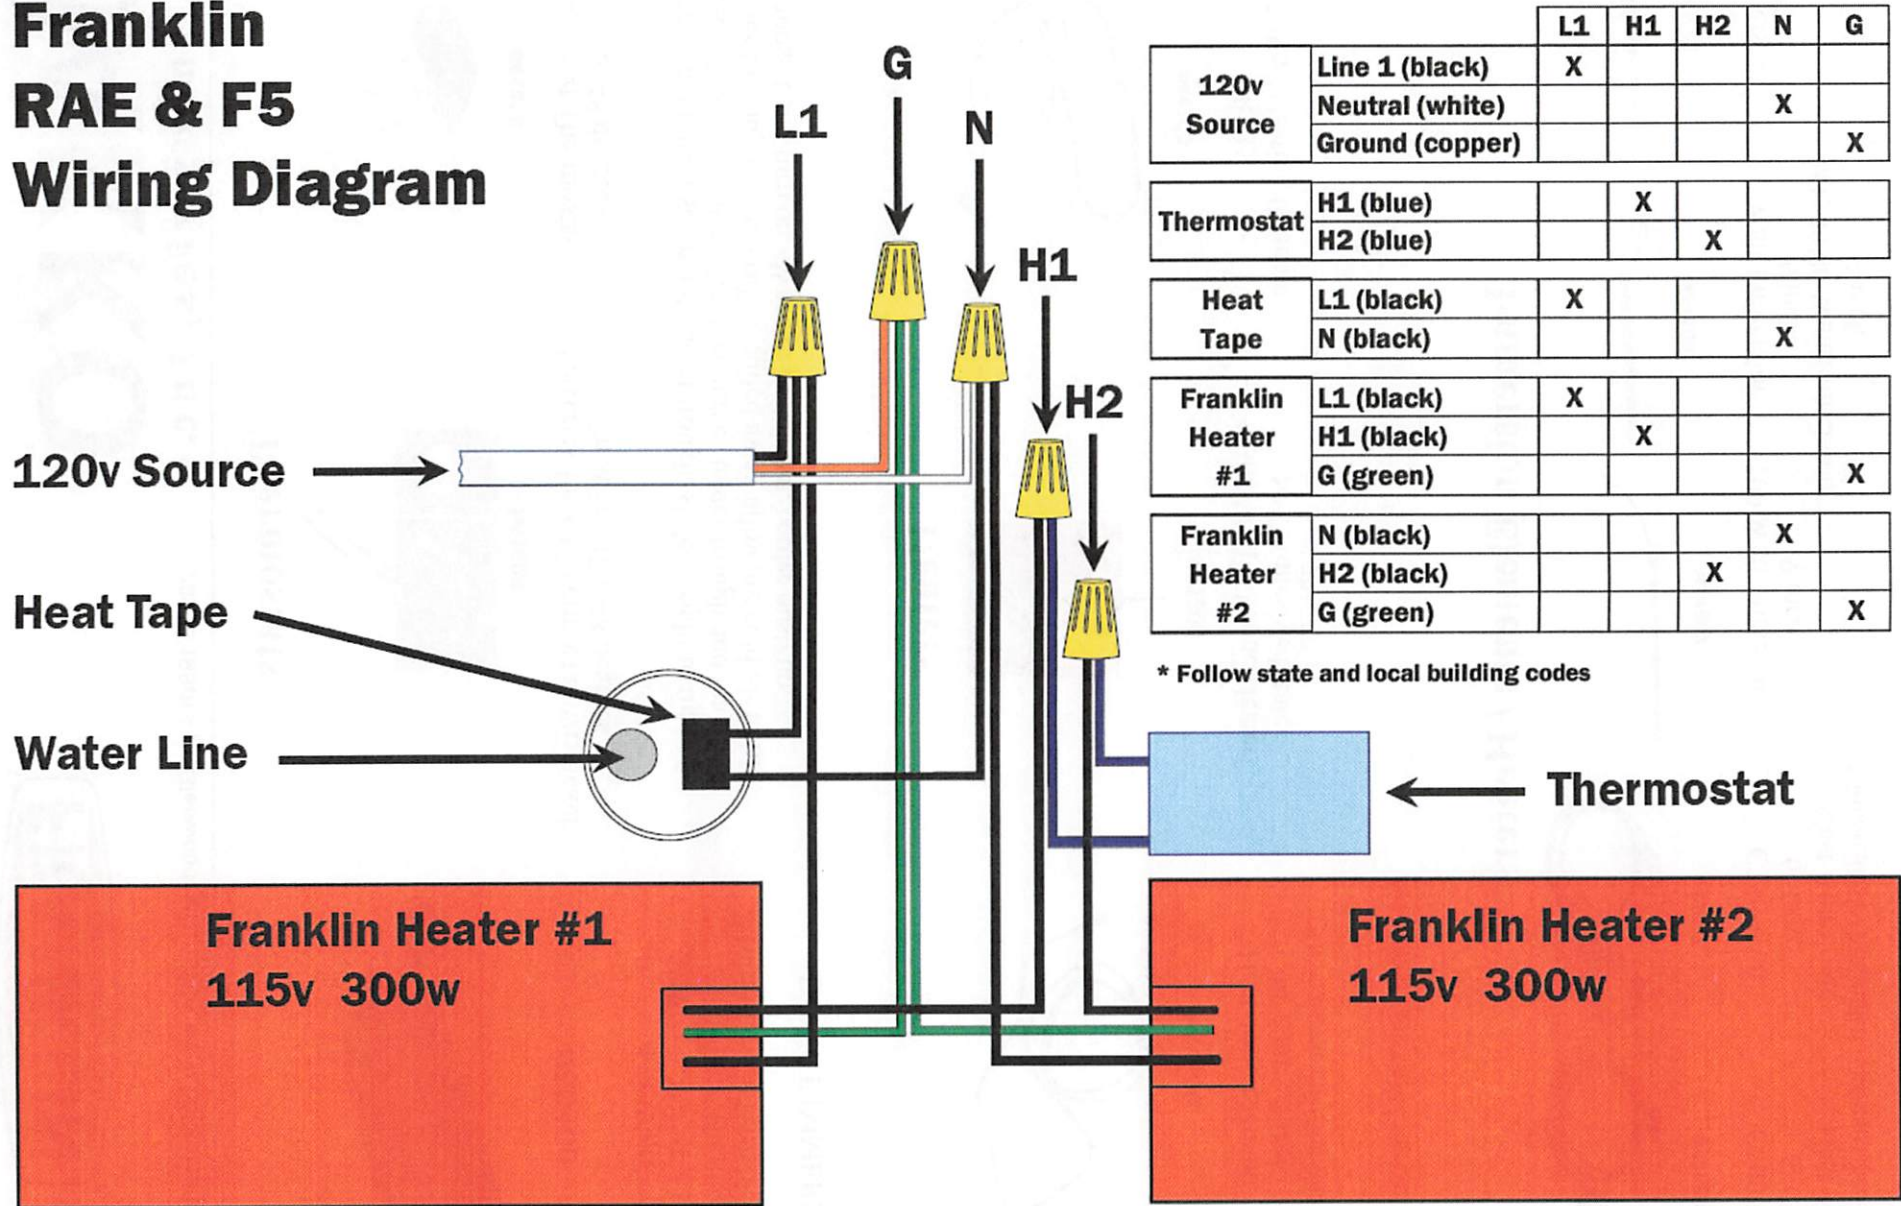 Franklin
RAE & F5
Wiring Diagram
L1
G
N
H1
H2
120v Source
Heat Tape
Water Line
Thermostat
Franklin Heater #1
115v 300w
Franklin Heater #2
115v 300w
L1 H1 H2 N G
120v
Source
Line 1 (black) X
Neutral (white) X
Ground (copper) X
Thermostat
H1 (blue) X
H2 (blue) X
Heat
Tape
L1 (black) X
N (black) X
Franklin
Heater
#1
L1 (black) X
H1 (black) X
G (green) X
Franklin
Heater
#2
N (black) X
H2 (black) X
G (green) X
* Follow state and local building codes